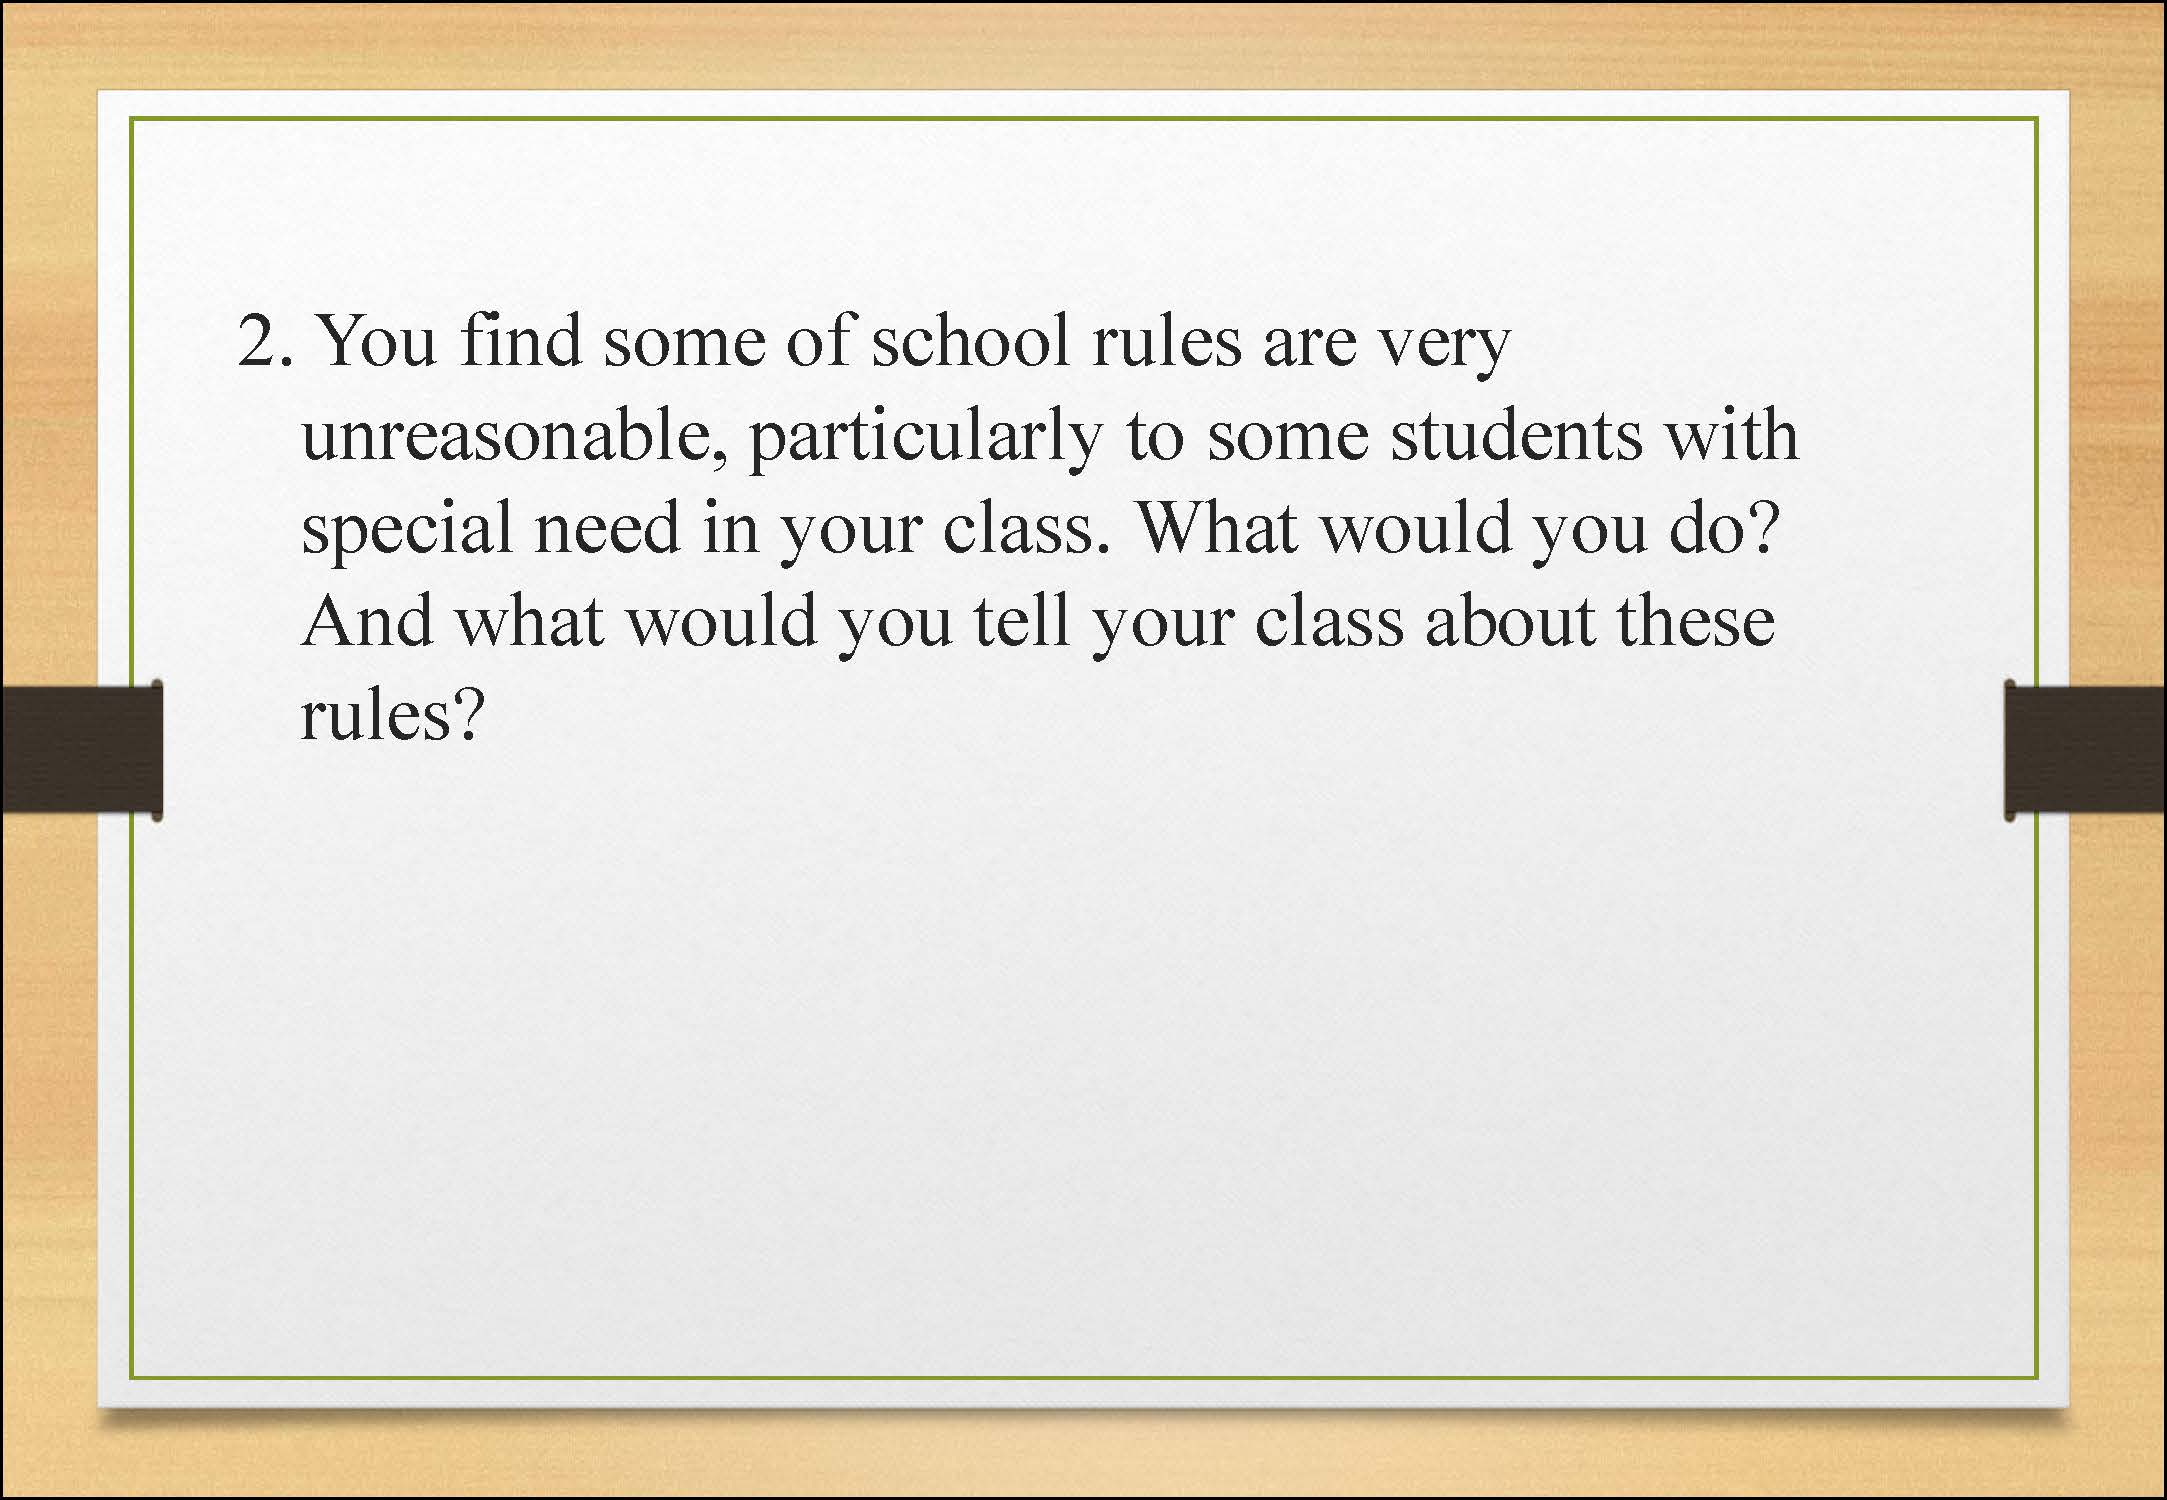 2. You find some of school rules are very
unreasonable, particularly to some students with
special need in your class. What would you do?
And what would you tell your class about these
rules?